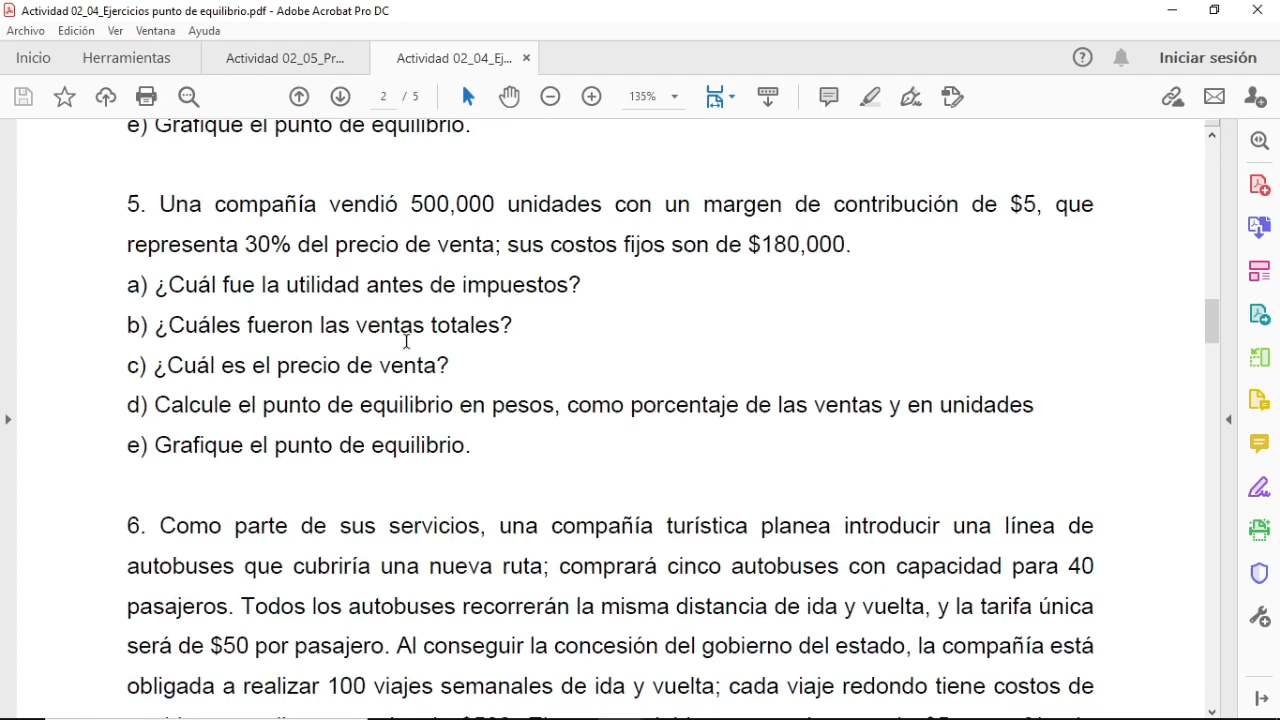 Actividad 02_04_Ejercicios punto de equilibrio.pdf - Adobe Acrobat Pro DC
Archivo Edición Ver Ventana Ayuda
Inicio Herramientas Actividad 02_05_Pr... Actividad 02_04_Ej... × Iniciar sesión
2 / 5 135%
e) Grafique el punto de equilibrio.
5. Una compañía vendió 500,000 unidades con un margen de contribución de $5, que
representa 30% del precio de venta; sus costos fijos son de $180,000.
a) ¿Cuál fue la utilidad antes de impuestos?
b) ¿Cuáles fueron las ventas totales?
c) ¿Cuál es el precio de venta?
d) Calcule el punto de equilibrio en pesos, como porcentaje de las ventas y en unidades
e) Grafique el punto de equilibrio.
6. Como parte de sus servicios, una compañía turística planea introducir una línea de
autobuses que cubriría una nueva ruta; comprará cinco autobuses con capacidad para 40
pasajeros. Todos los autobuses recorrerán la misma distancia de ida y vuelta, y la tarifa única
será de $50 por pasajero. Al conseguir la concesión del gobierno del estado, la compañía está
obligada a realizar 100 viajes semanales de ida y vuelta; cada viaje redondo tiene costos de